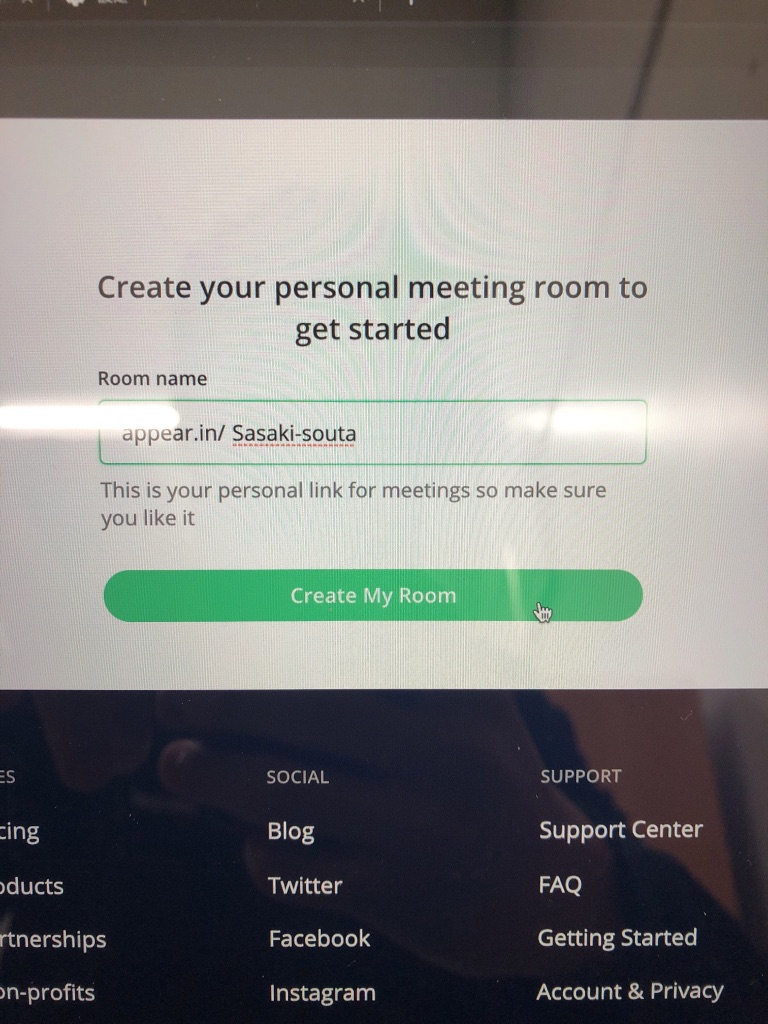 Create your personal meeting room to
get started
Room name
appear.in/ Sasaki-souta
This is your personal link for meetings so make sure
you like it
Create My Room
ES
SOCIAL
SUPPORT
cing
Blog
Support Center
oducts
Twitter
FAQ
rtnerships
Facebook
Getting Started
on-profits
Instagram
Account & Privacy